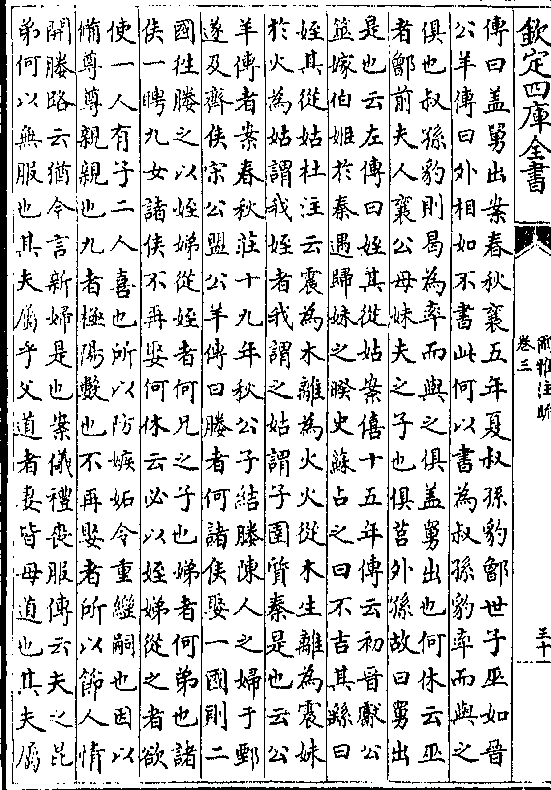 欽定四庫全書
爾雅注疏
卷三
三十一
傳曰盖舅出案春秋襄五年夏叔孫豹鄫世子巫如晉
公羊傳曰外相如不書此何以書為叔孫豹率而與之
俱也叔孫豹則曷為率而與之俱盖舅出也何休云巫
者鄫前夫人襄公母妹夫之子也俱莒外孫故曰舅出
是也云左傳曰姪其從姑案僖十五年傳云初晉獻公
筮嫁伯姬於秦遇歸妹之睽史蘇占之曰不吉其繇曰
姪其從姑杜注云震為木離為火火從木生離為震妹
於火為姑謂我姪者我謂之姑謂子圉質秦是也云公
羊傳者案春秋莊十九年秋公子結媵陳人之婦于鄄
遂及齊侯宋公盟公羊傳曰媵者何諸侯娶一國則二
國往媵之以姪娣從姪者何兄之子也娣者何弟也諸
侯一聘九女諸侯不再娶何休云必以姪娣從之者欲
使一人有子二人喜也所以防嫉妬令重繼嗣也因以
備尊尊親親也九者極陽數也不再娶者所以節人情
開媵路云猶今言新婦是也案儀禮喪服傳云夫之昆
弟何以無服也其夫屬乎父道者妻皆母道也其夫屬